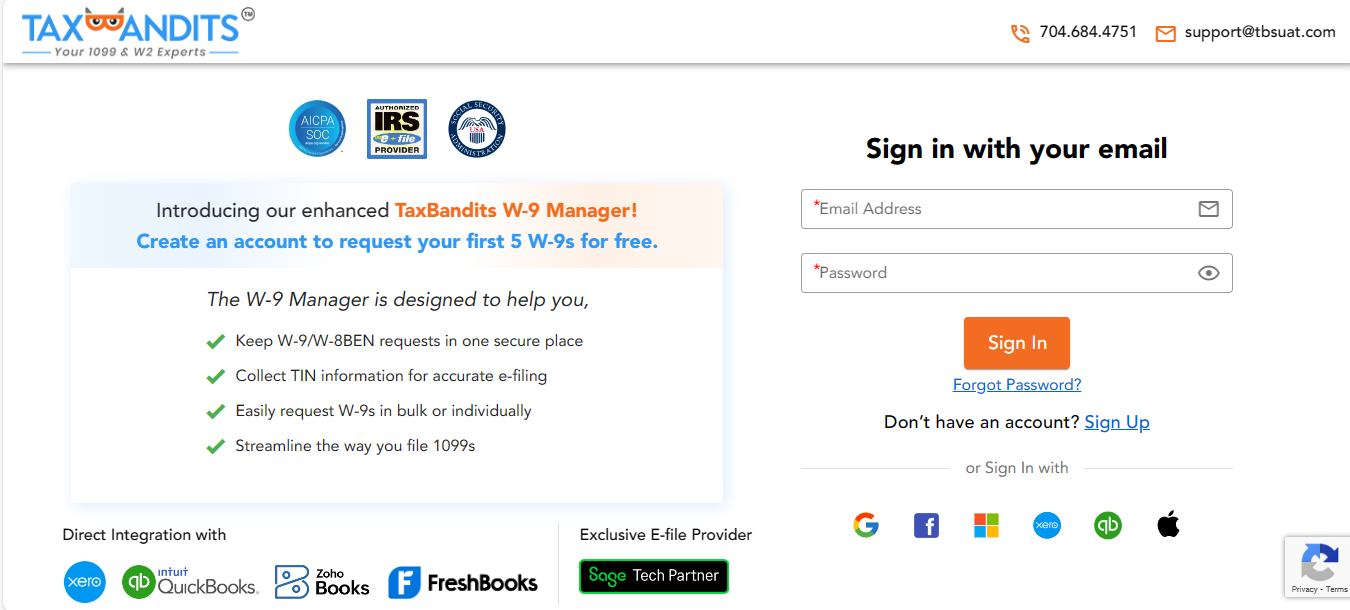 TAXBANDITS TM
Your 1099 & W2 Experts
704.684.4751
support@tbsuat.com
AICPA
SOC
AUTHORIZED
IRS
e-file
PROVIDER
SOCIAL SECURITY
USA
ADMINISTRATION
Introducing our enhanced TaxBandits W-9 Manager!
Create an account to request your first 5 W-9s for free.
The W-9 Manager is designed to help you,
Keep W-9/W-8BEN requests in one secure place
Collect TIN information for accurate e-filing
Easily request W-9s in bulk or individually
Streamline the way you file 1099s
Direct Integration with
xero
qb
intuit
QuickBooks.
Zoho
Books
F FreshBooks
Exclusive E-file Provider
Sage Tech Partner
Sign in with your email
*Email Address
*Password
Sign In
Forgot Password?
Don't have an account? Sign Up
or Sign In with
G f xero qb
Privacy - Terms